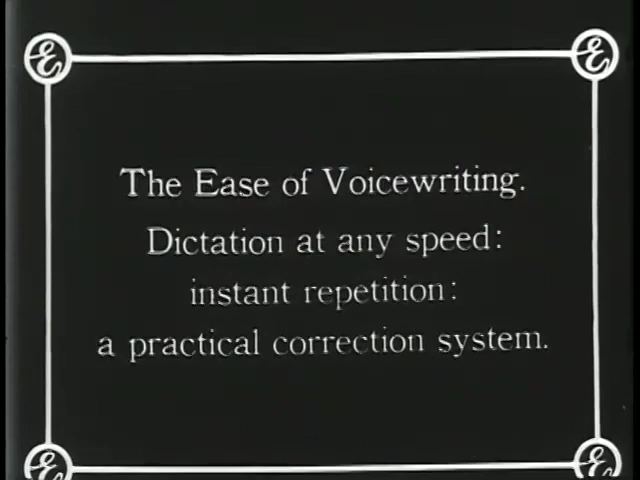 The Ease of Voicewriting.
Dictation at any speed:
instant repetition:
a practical correction system.